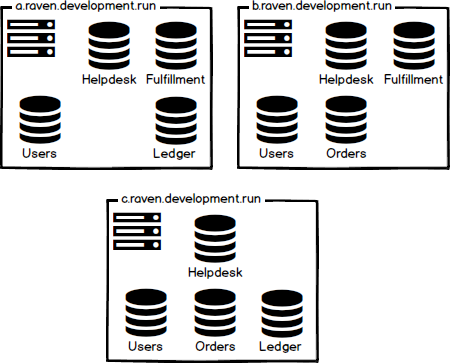 a.raven.development.run
Helpdesk Fulfillment
Users Ledger
b.raven.development.run
Helpdesk Fulfillment
Users Orders
c.raven.development.run
Helpdesk
Users Orders Ledger